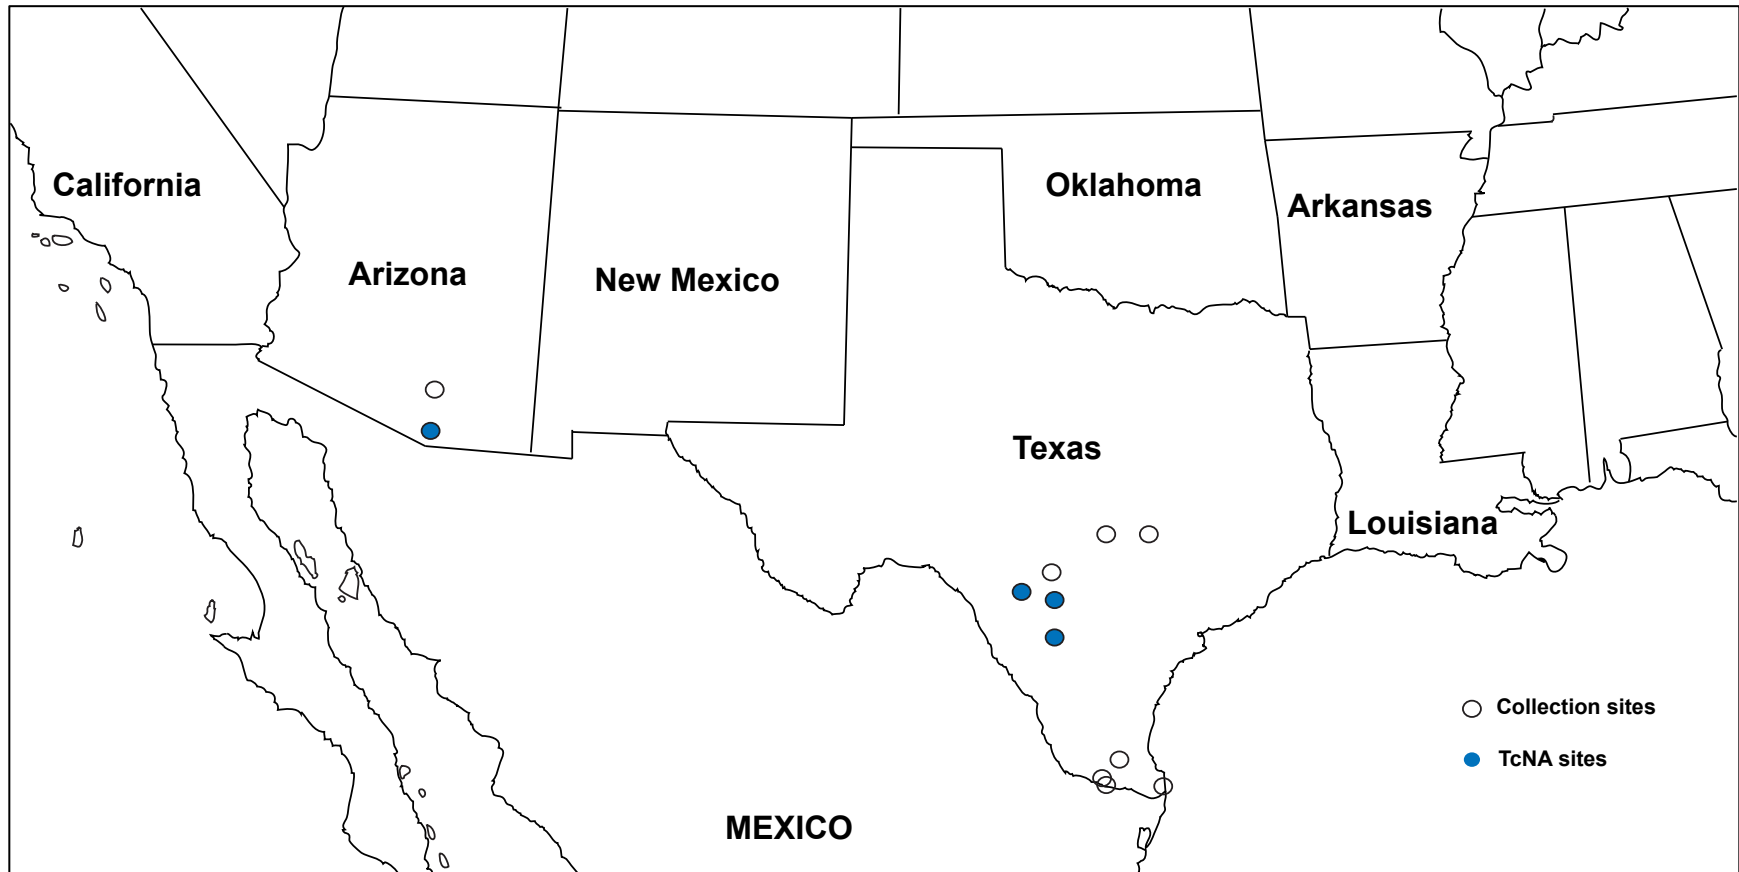 California
Oklahoma
Arkansas
Arizona
New Mexico
Texas
Louisiana
Collection sites
TcNA sites
MEXICO